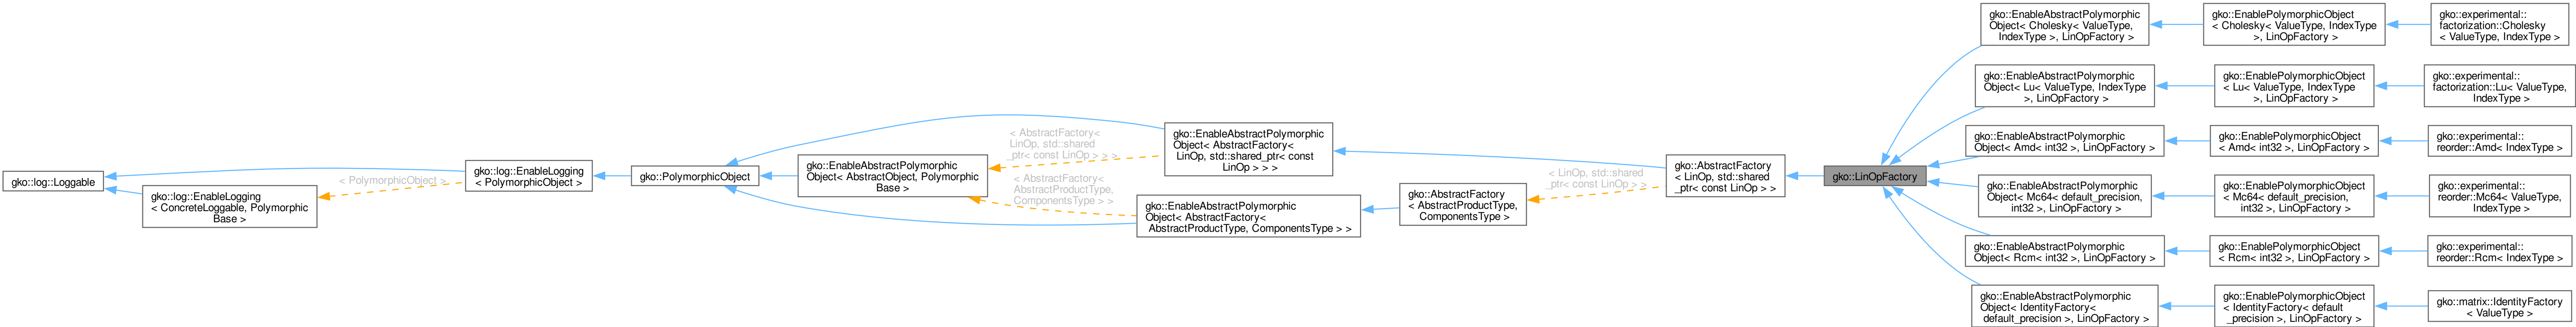 gko::log::Loggable
gko::log::EnableLogging
< ConcreteLoggable, Polymorphic
Base >
< PolymorphicObject >
gko::log::EnableLogging
< PolymorphicObject >
gko::PolymorphicObject
gko::EnableAbstractPolymorphic
Object< AbstractObject, Polymorphic
Base >
< AbstractFactory<
LinOp, std::shared
_ptr< const LinOp > > >
< AbstractFactory<
AbstractProductType,
ComponentsType > >
gko::EnableAbstractPolymorphic
Object< AbstractFactory<
LinOp, std::shared_ptr< const
LinOp > > >
gko::EnableAbstractPolymorphic
Object< AbstractFactory<
AbstractProductType, ComponentsType > >
gko::AbstractFactory
< AbstractProductType,
ComponentsType >
< LinOp, std::shared
_ptr< const LinOp > >
gko::AbstractFactory
< LinOp, std::shared
_ptr< const LinOp > >
gko::LinOpFactory
gko::EnableAbstractPolymorphic
Object< Cholesky< ValueType,
IndexType >, LinOpFactory >
gko::EnablePolymorphicObject
< Cholesky< ValueType, IndexType
>, LinOpFactory >
gko::experimental::
factorization::Cholesky
< ValueType, IndexType >
gko::EnableAbstractPolymorphic
Object< Lu< ValueType, IndexType
>, LinOpFactory >
gko::EnablePolymorphicObject
< Lu< ValueType, IndexType
>, LinOpFactory >
gko::experimental::
factorization::Lu< ValueType,
IndexType >
gko::EnableAbstractPolymorphic
Object< Amd< int32 >, LinOpFactory >
gko::EnablePolymorphicObject
< Amd< int32 >, LinOpFactory >
gko::experimental::
reorder::Amd< IndexType >
gko::EnableAbstractPolymorphic
Object< Mc64< default_precision,
int32 >, LinOpFactory >
gko::EnablePolymorphicObject
< Mc64< default_precision,
int32 >, LinOpFactory >
gko::experimental::
reorder::Mc64< ValueType,
IndexType >
gko::EnableAbstractPolymorphic
Object< Rcm< int32 >, LinOpFactory >
gko::EnablePolymorphicObject
< Rcm< int32 >, LinOpFactory >
gko::experimental::
reorder::Rcm< IndexType >
gko::EnableAbstractPolymorphic
Object< IdentityFactory<
default_precision >, LinOpFactory >
gko::EnablePolymorphicObject
< IdentityFactory< default
_precision >, LinOpFactory >
gko::matrix::IdentityFactory
< ValueType >